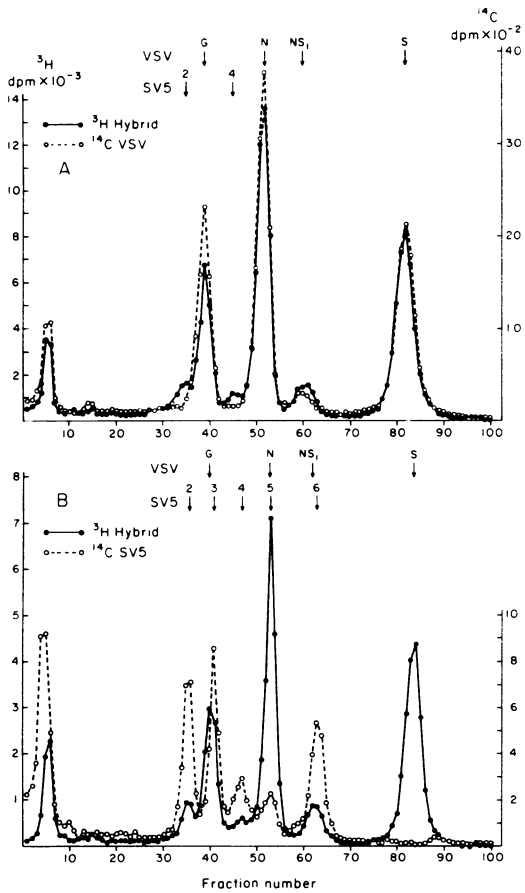 ³H
dpm×10⁻³
¹⁴C
dpm×10⁻²
VSV G N NS₁ S
SV5 2 4
³H Hybrid
¹⁴C VSV
A
14
12
10
8
6
4
2
40
30
20
10
10 20 30 40 50 60 70 80 90 100
VSV G N NS₁ S
SV5 2 3 4 5 6
B
³H Hybrid
¹⁴C SV5
8
7
6
5
4
3
2
1
10
8
6
4
2
10 20 30 40 50 60 70 80 90 100
Fraction number